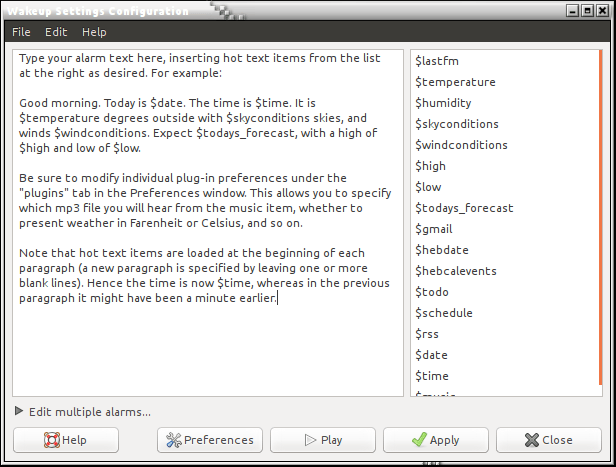 Wakeup Settings Configuration
File Edit Help
Type your alarm text here, inserting hot text items from the list
at the right as desired. For example:
Good morning. Today is $date. The time is $time. It is
$temperature degrees outside with $skyconditions skies, and
winds $windconditions. Expect $todays_forecast, with a high of
$high and low of $low.
Be sure to modify individual plug-in preferences under the
"plugins" tab in the Preferences window. This allows you to specify
which mp3 file you will hear from the music item, whether to
present weather in Farenheit or Celsius, and so on.
Note that hot text items are loaded at the beginning of each
paragraph (a new paragraph is specified by leaving one or more
blank lines). Hence the time is now $time, whereas in the previous
paragraph it might have been a minute earlier.
$lastfm
$temperature
$humidity
$skyconditions
$windconditions
$high
$low
$todays_forecast
$gmail
$hebdate
$hebcalevents
$todo
$schedule
$rss
$date
$time
$music
Edit multiple alarms...
Help Preferences Play Apply Close